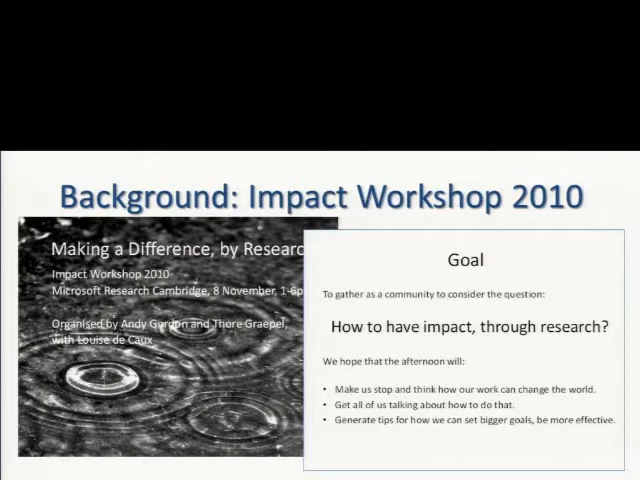 Background: Impact Workshop 2010
Making a Difference, by Researc
Impact Workshop 2010
Microsoft Research Cambridge, 8 November, 1-6p
Organised by Andy Gordon and Thore Graepel,
with Louise de Caux
Goal
To gather as a community to consider the question:
How to have impact, through research?
We hope that the afternoon will:
• Make us stop and think how our work can change the world.
• Get all of us talking about how to do that.
• Generate tips for how we can set bigger goals, be more effective.